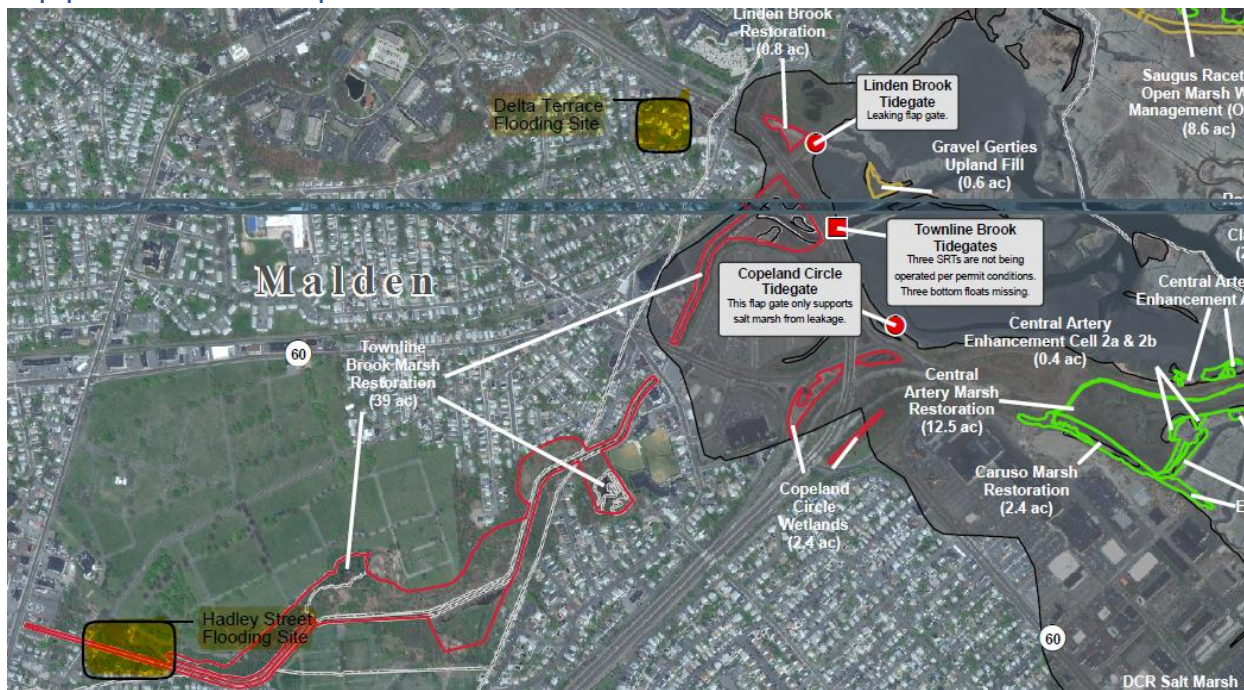 Linden Brook
Restoration
(0.8 ac)
Delta Terrace
Flooding Site
Linden Brook
Tidegate
Leaking flap gate.
Saugus Racet
Open Marsh W
Management (O
(8.6 ac)
Gravel Gerties
Upland Fill
(0.6 ac)
Townline Brook
Tidegates
Three SRTs are not being
operated per permit conditions.
Three bottom floats missing.
Copeland Circle
Tidegate
This flap gate only supports
salt marsh from leakage.
Malden
60
Townline
Brook Marsh
Restoration
(39 ac)
Central Arte
Enhancement A
Central Artery
Enhancement Cell 2a & 2b
(0.4 ac)
Central
Artery Marsh
Restoration
(12.5 ac)
Caruso Marsh
Restoration
(2.4 ac)
Copeland
Circle
Wetlands
(2.4 ac)
Hadley Street
Flooding Site
60
DCR Salt Marsh